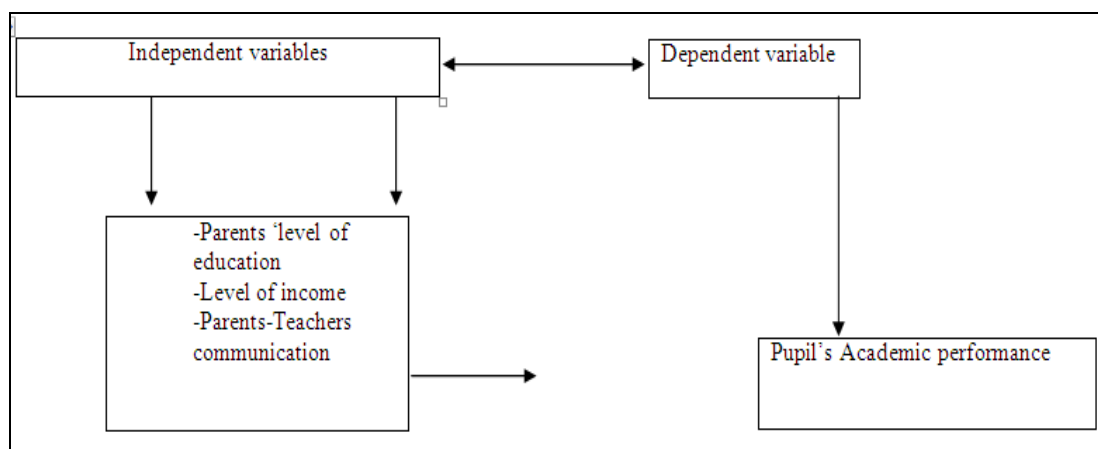 Independent variables
Dependent variable
-Parents ‘level of
education
-Level of income
-Parents-Teachers
communication
Pupil’s Academic performance